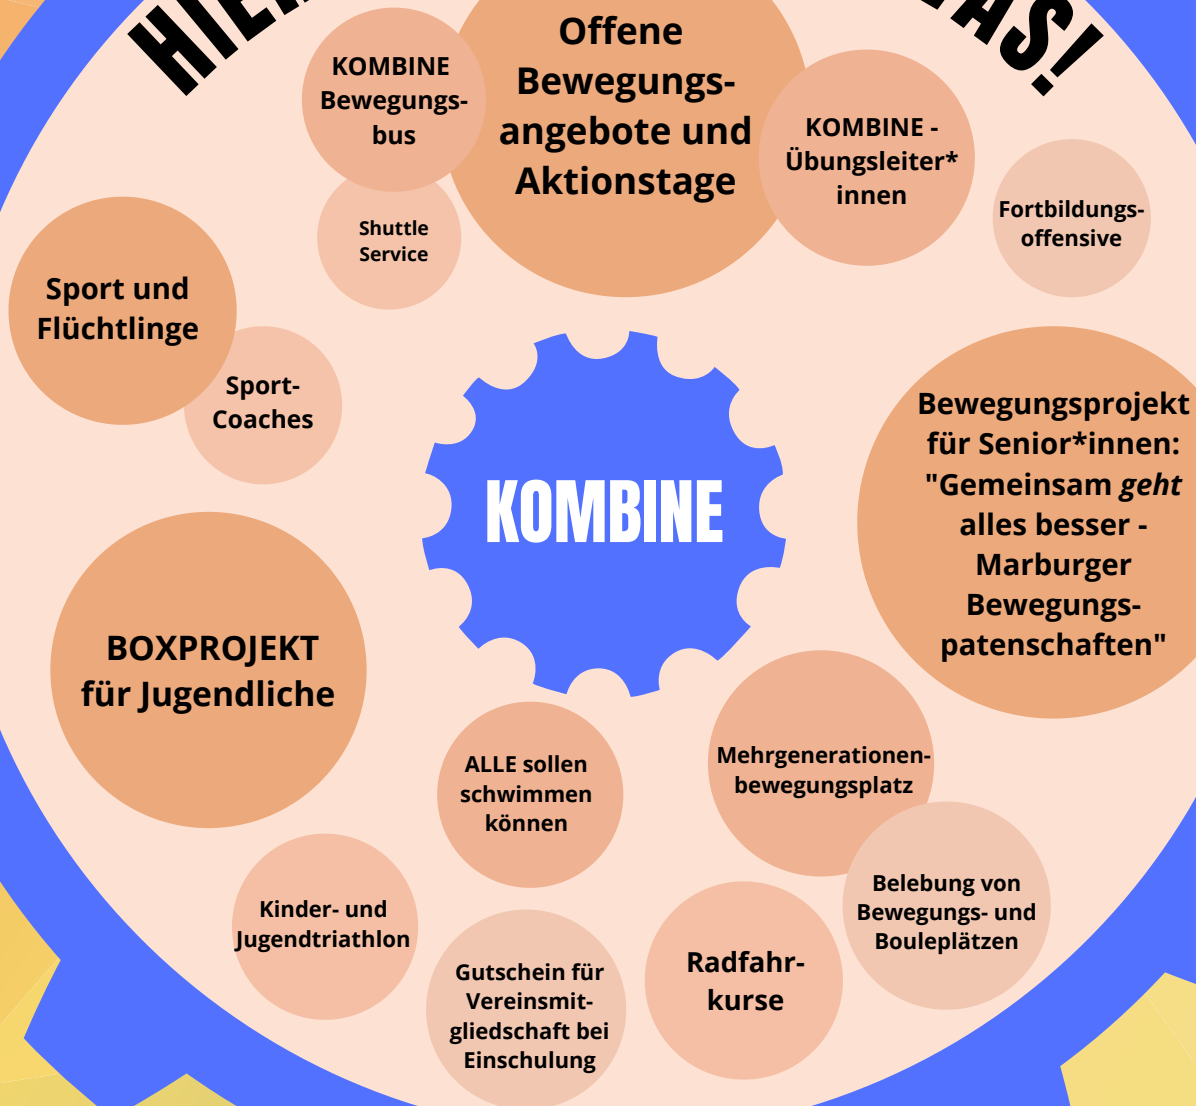 KOMBINE
Bewegungs-
bus
Offene
Bewegungs-
angebote und
Aktionstage
KOMBINE -
Übungsleiter*
innen
Fortbildungs-
offensive
Shuttle
Service
Sport und
Flüchtlinge
Sport-
Coaches
Bewegungsprojekt
für Senior*innen:
"Gemeinsam geht
alles besser -
Marburger
Bewegungs-
patenschaften"
KOMBINE
BOXPROJEKT
für Jugendliche
ALLE sollen
schwimmen
können
Mehrgenerationen-
bewegungsplatz
Belebung von
Bewegungs- und
Bouleplätzen
Kinder- und
Jugendtriathlon
Gutschein für
Vereinsmit-
gliedschaft bei
Einschulung
Radfahr-
kurse